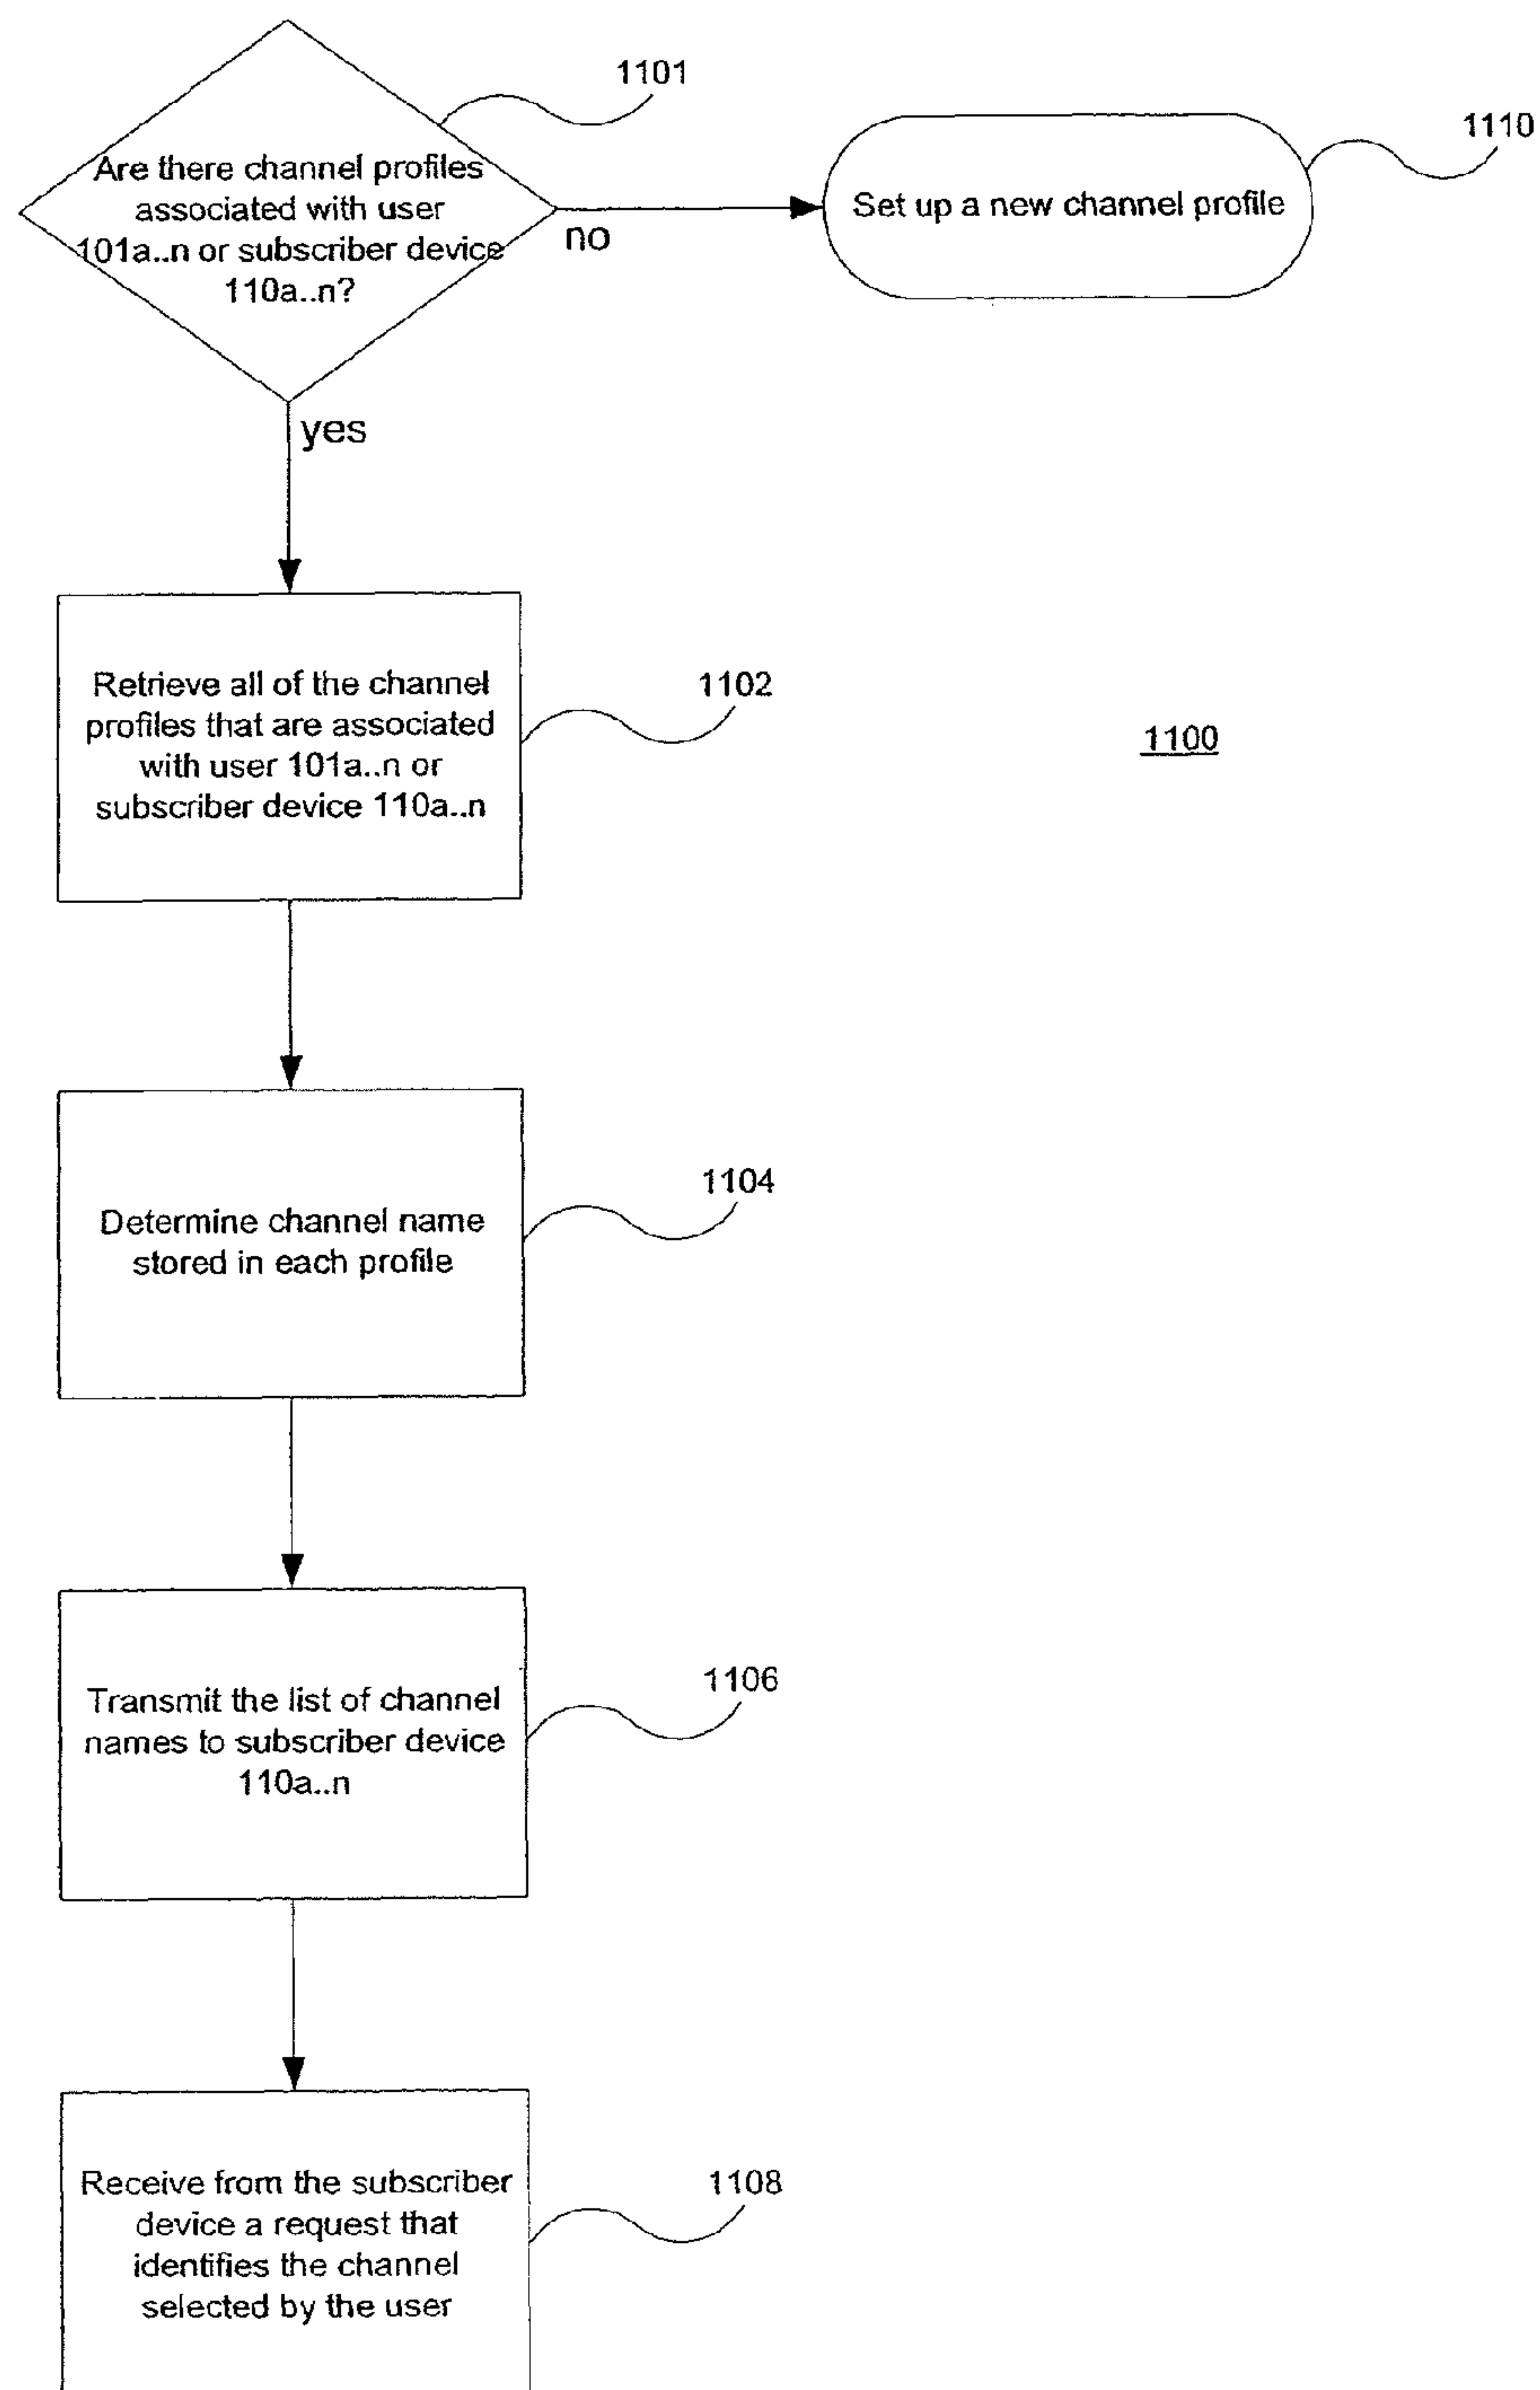 1101
Are there channel profiles
associated with user
101a..n or subscriber device
110a..n?
no
1110
Set up a new channel profile
yes
Retrieve all of the channel
profiles that are associated
with user 101a..n or
subscriber device 110a..n
1102
1100
Determine channel name
stored in each profile
1104
Transmit the list of channel
names to subscriber device
110a..n
1106
Receive from the subscriber
device a request that
identifies the channel
selected by the user
1108